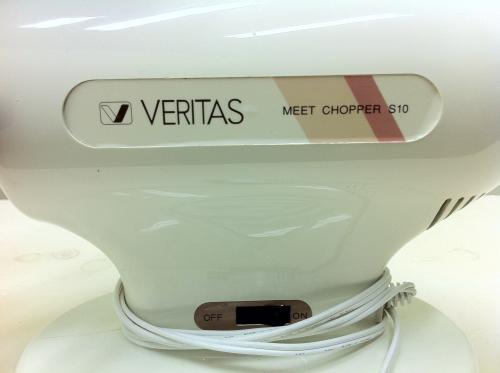 VERITAS MEET CHOPPER S10
OFF ON